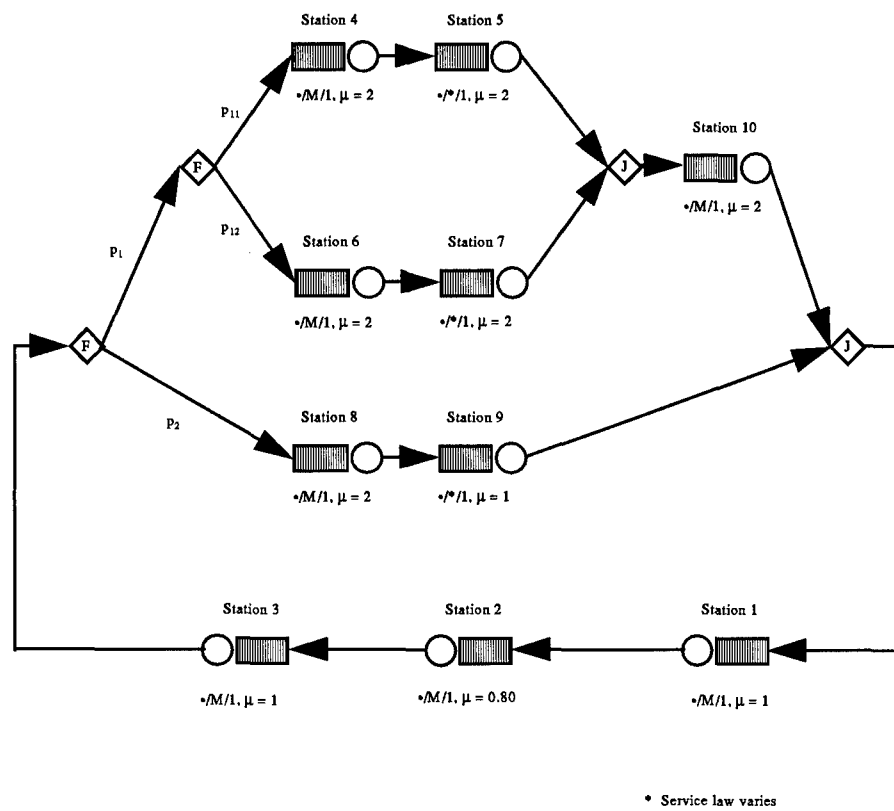 Station 4
Station 5
•/M/1, μ = 2
•/*/1, μ = 2
P11
F
J
Station 10
•/M/1, μ = 2
P12
Station 6
Station 7
•/M/1, μ = 2
•/*/1, μ = 2
P1
F
J
P2
Station 8
Station 9
•/M/1, μ = 2
•/*/1, μ = 1
Station 3
Station 2
Station 1
•/M/1, μ = 1
•/M/1, μ = 0.80
•/M/1, μ = 1
* Service law varies